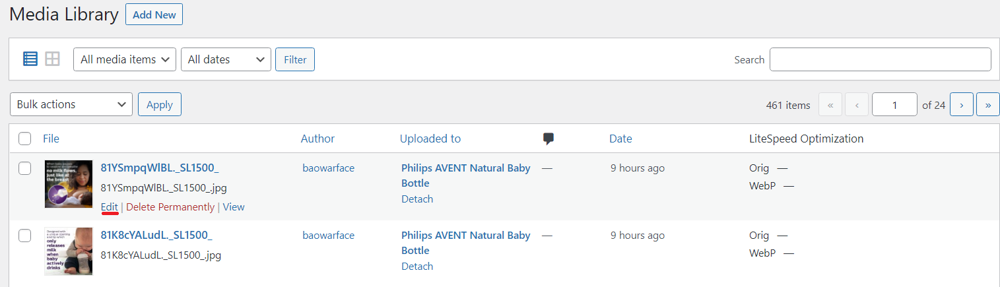 Media Library Add New
All media items All dates Filter Search
Bulk actions Apply 461 items « ‹ 1 of 24 › »
File Author Uploaded to Date LiteSpeed Optimization
no milk flows,
just like at
the breast
81YSmpqWlBL._SL1500_ baowarface Philips AVENT Natural Baby — 9 hours ago Orig —
Bottle
81YSmpqWlBL._SL1500_.jpg WebP —
Edit | Delete Permanently | View Detach
Designed with
a unique opening
and tip which
only
releases
milk
when
baby
actively
drinks
81K8cYALudL._SL1500_ baowarface Philips AVENT Natural Baby — 9 hours ago Orig —
Bottle
81K8cYALudL._SL1500_.jpg WebP —
Detach